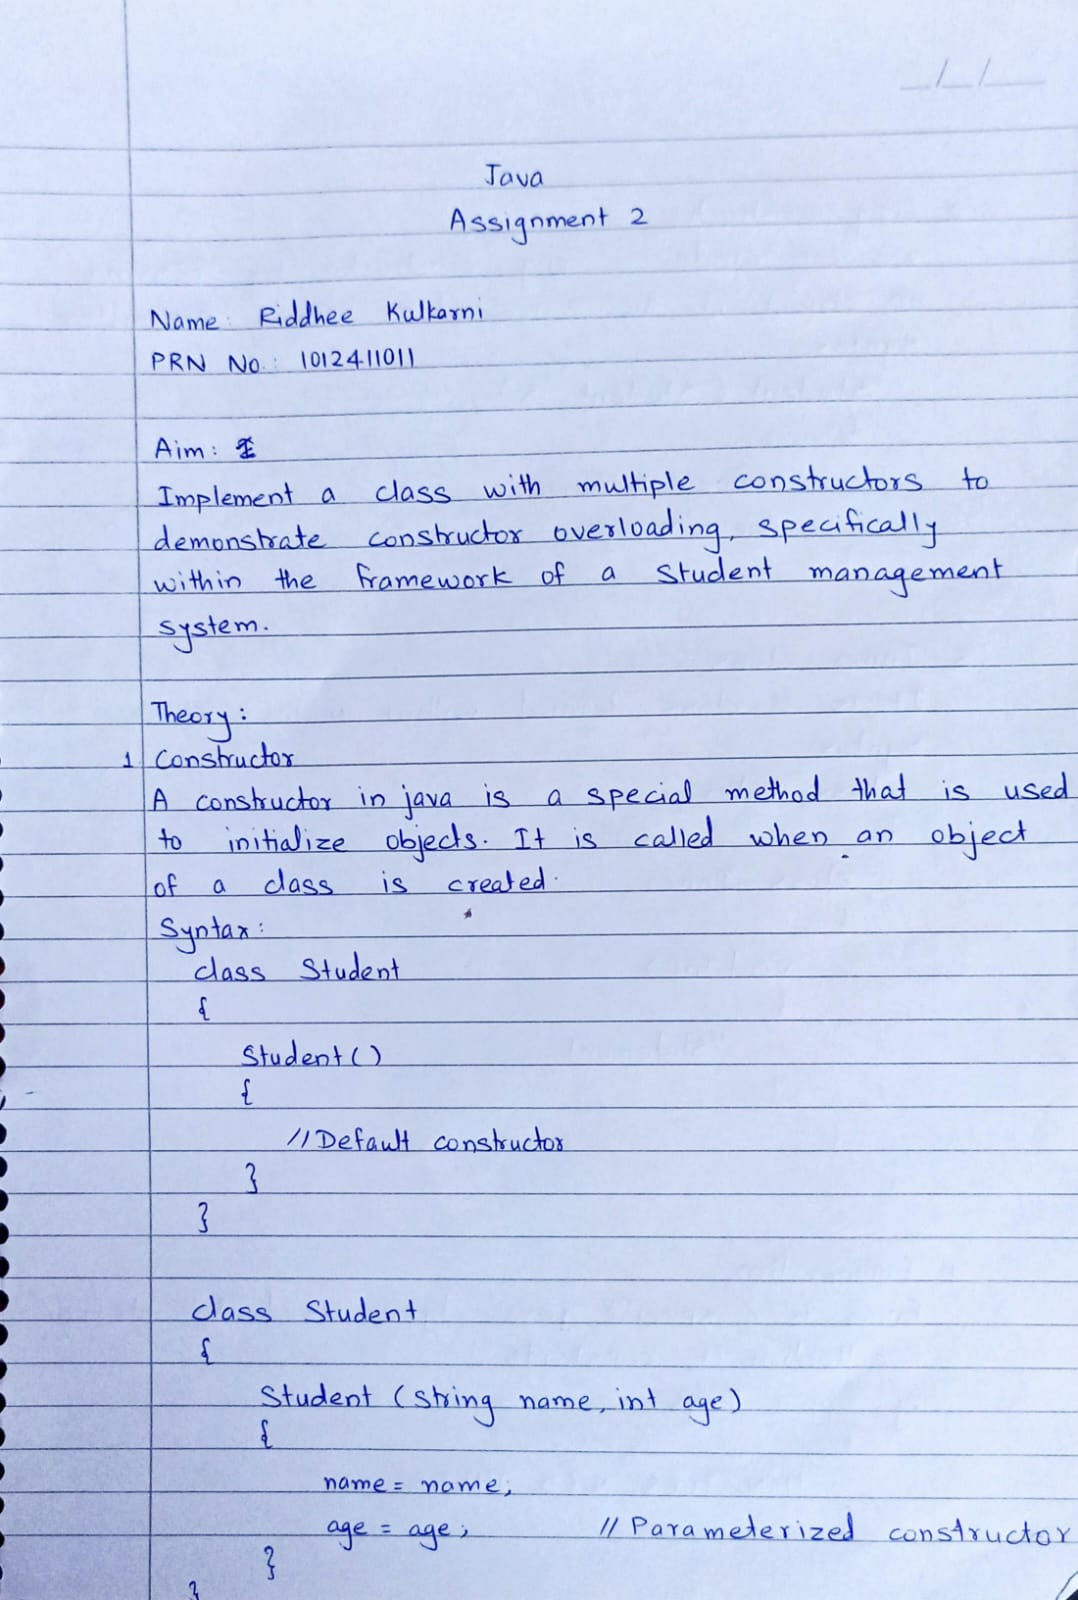 Java
Assignment 2
Name: Riddhee Kulkarni
PRN No.: 1012411011
Aim:
Implement a class with multiple constructors to
demonstrate constructor overloading, specifically
within the framework of a Student management
system.
Theory:
1 Constructor
A constructor in java is a special method that is used
to initialize objects. It is called when an object
of a class is created.
Syntax:
class Student
{
Student()
{
//Default constructor
}
}
class Student
{
Student (String name, int age)
{
name = name;
age = age; // Parameterized constructor
}
}